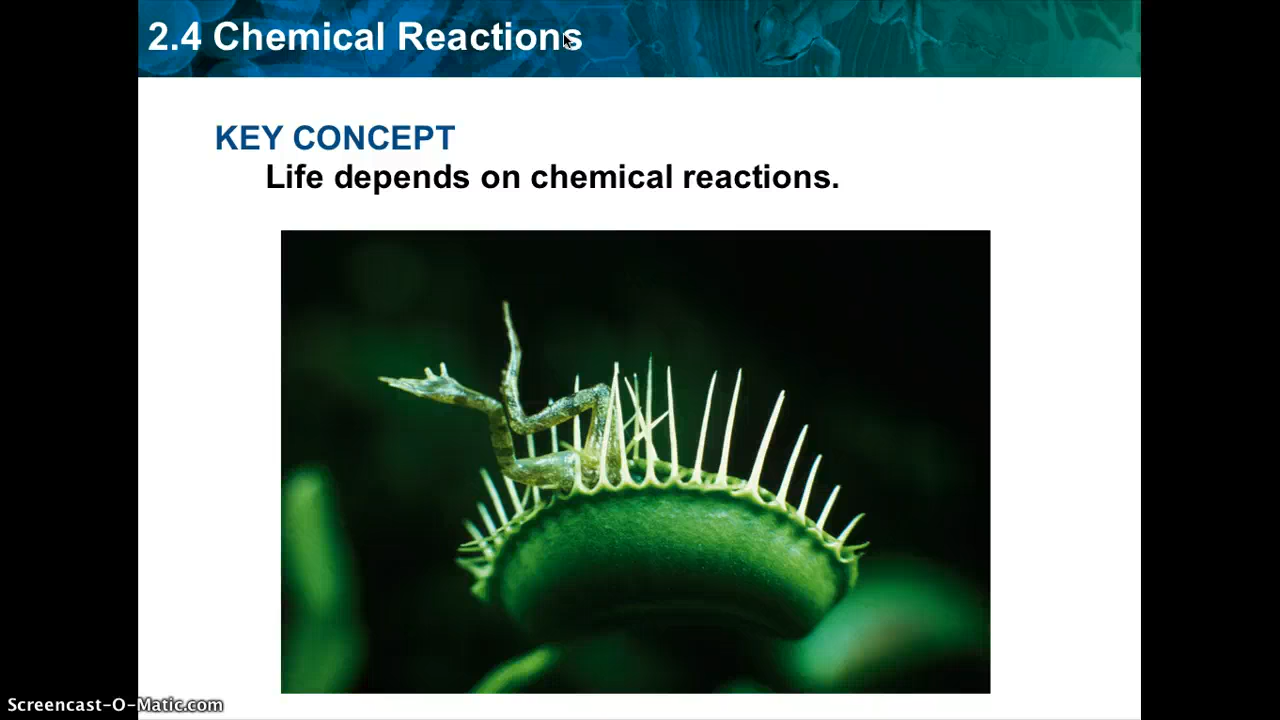 2.4 Chemical Reactions
KEY CONCEPT
Life depends on chemical reactions.
Screencast-O-Matic.com